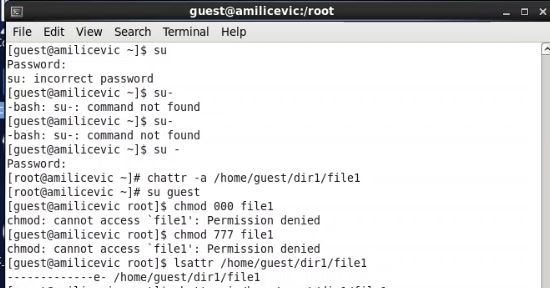 guest@amilicevic:/root
File Edit View Search Terminal Help
[guest@amilicevic ~]$ su
Password:
su: incorrect password
[guest@amilicevic ~]$ su-
-bash: su-: command not found
[guest@amilicevic ~]$ su-
-bash: su-: command not found
[guest@amilicevic ~]$ su -
Password:
[root@amilicevic ~]# chattr -a /home/guest/dir1/file1
[root@amilicevic ~]# su guest
[guest@amilicevic root]$ chmod 000 file1
chmod: cannot access `file1': Permission denied
[guest@amilicevic root]$ chmod 777 file1
chmod: cannot access `file1': Permission denied
[guest@amilicevic root]$ lsattr /home/guest/dir1/file1
-------------e- /home/guest/dir1/file1